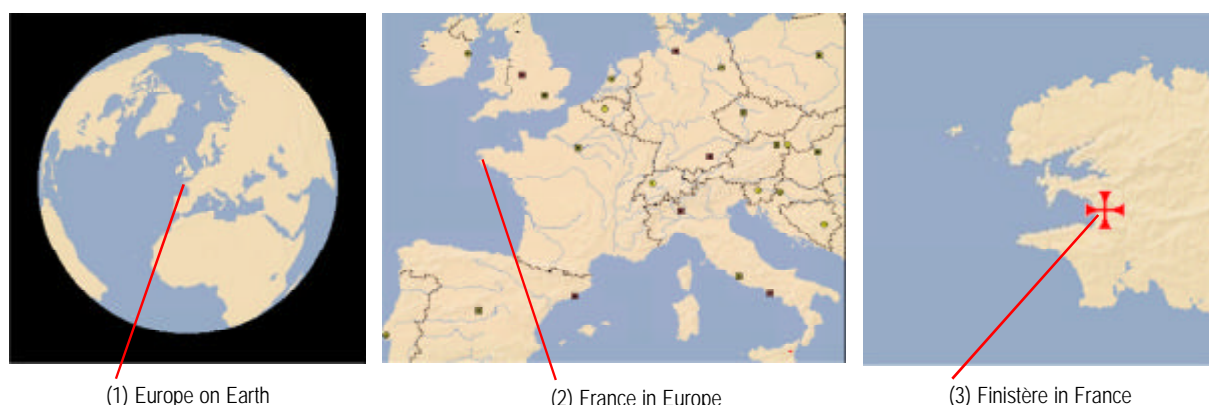 (1) Europe on Earth
(2) France in Europe
(3) Finistère in France